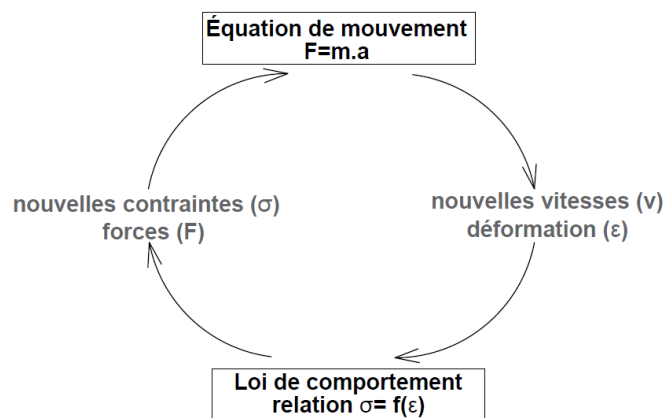 Équation de mouvement
F=m.a
nouvelles contraintes (σ)
forces (F)
nouvelles vitesses (v)
déformation (ε)
Loi de comportement
relation σ= f(ε)